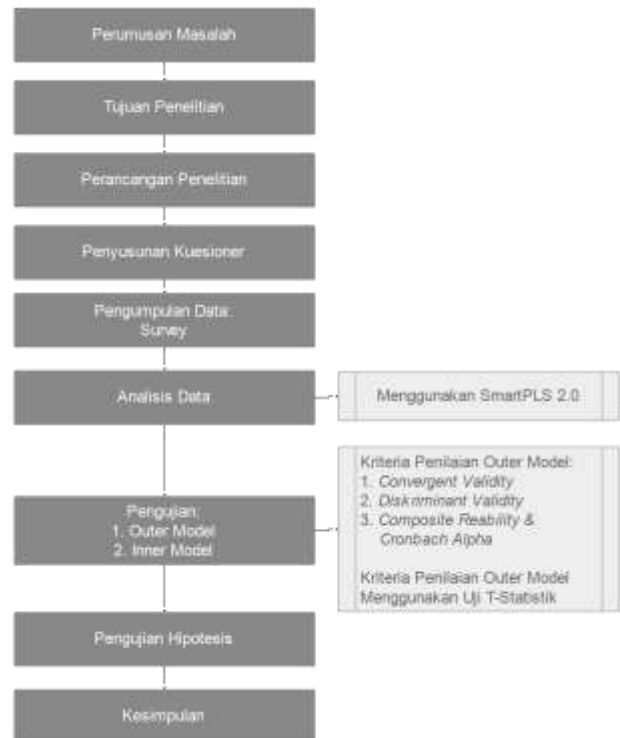 Perumusan Masalah
Tujuan Penelitian
Perancangan Penelitian
Penyusunan Kuesioner
Pengumpulan Data:
Survey
Analisis Data
Menggunakan SmartPLS 2.0
Pengujian:
1. Outer Model
2. Inner Model
Kriteria Penilaian Outer Model:
1. Convergent Validity
2. Diskriminant Validity
3. Composite Reability &
Cronbach Alpha
Kriteria Penilaian Outer Model
Menggunakan Uji T-Statistik
Pengujian Hipotesis
Kesimpulan